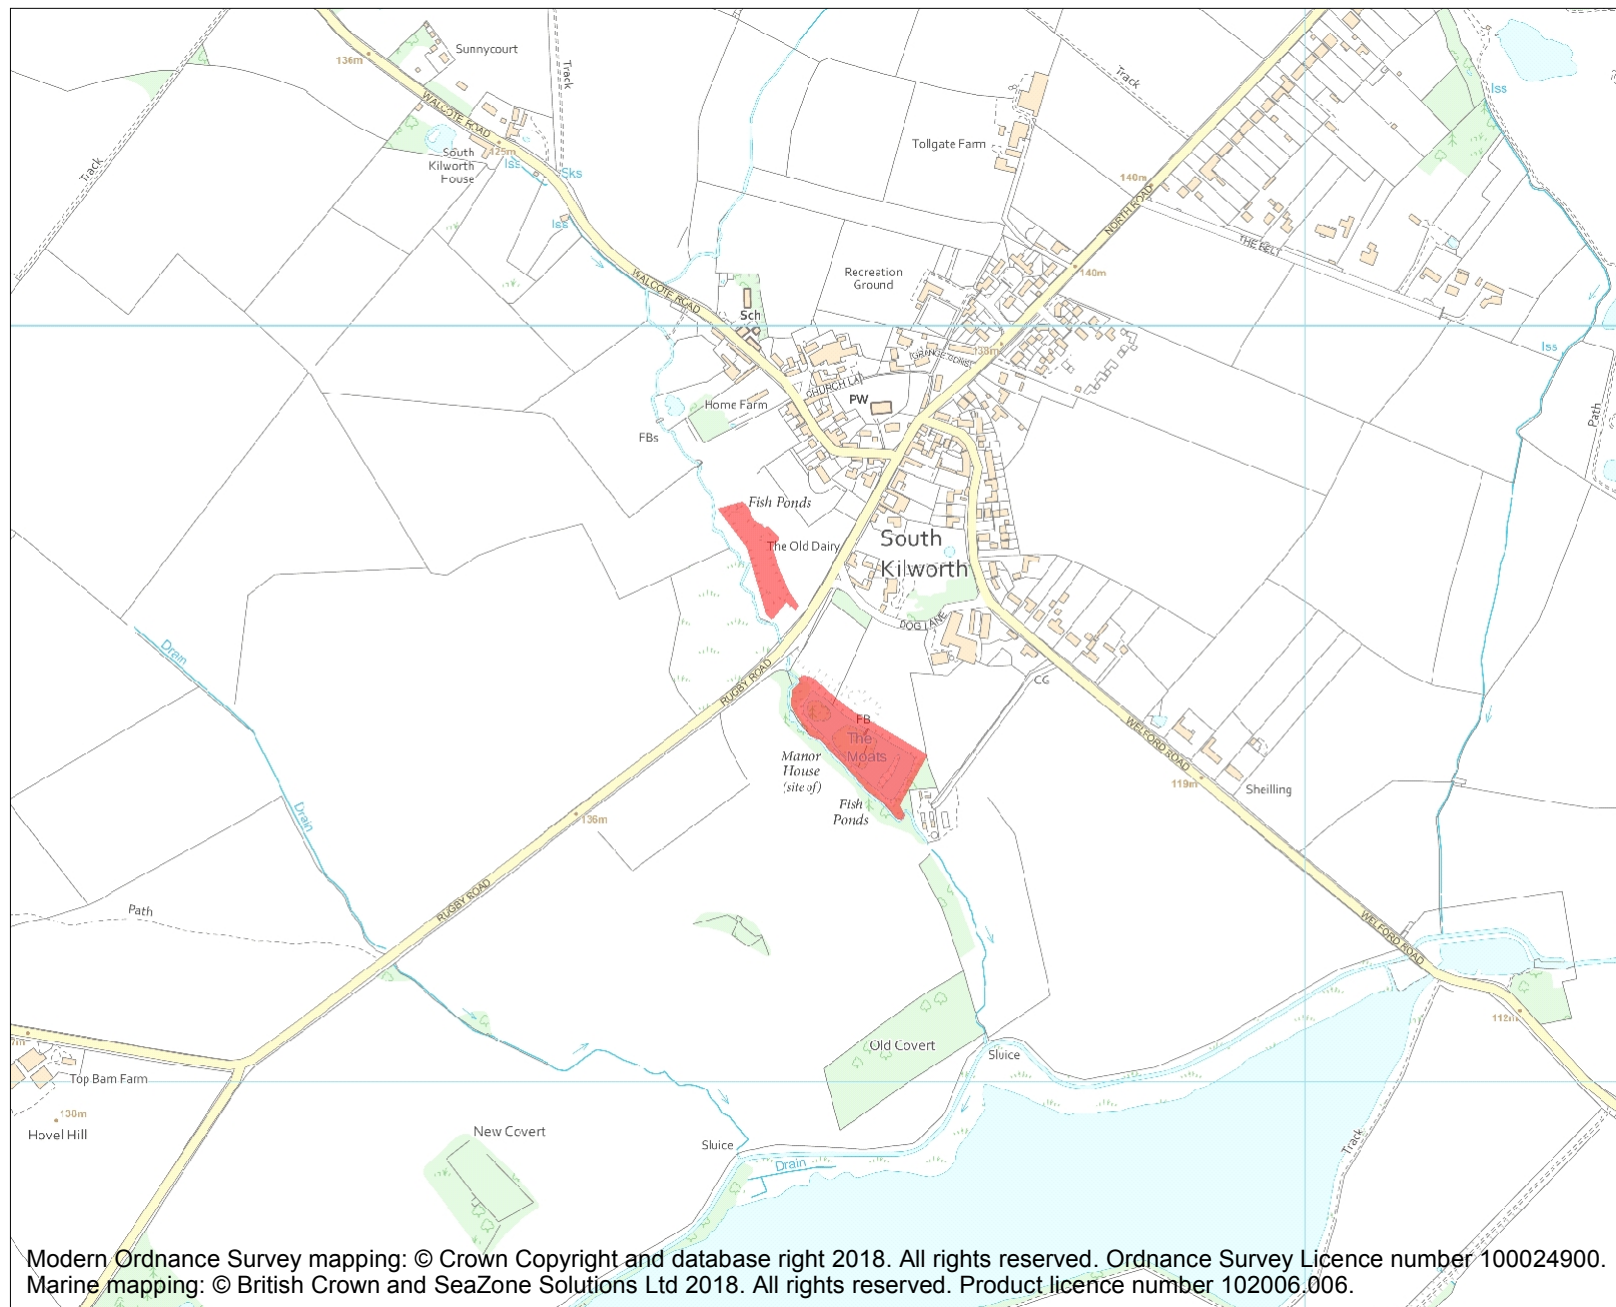 Sunnycourt
136m
Track
WALCOTE ROAD
Track
Iss
Tollgate Farm
South
Kilworth
House
125m
Iss
Sks
Track
140m
NORTH ROAD
Iss
THE BELT
WALCOTE ROAD
Recreation
Ground
140m
Sch
138m
Iss
CHURCH LA
PW
Home Farm
Path
FBs
Fish Ponds
The Old Dairy
South
Kilworth
DOG LANE
Drain
RUGBY ROAD
CG
FB
The
Moats
Manor
House
(site of)
WELFORD ROAD
119m
Sheilling
Fish
Ponds
Drain
136m
RUGBY ROAD
Path
WELFORD ROAD
112m
Old Covert
Sluice
Top Barn Farm
130m
Hovel Hill
New Covert
Sluice
Drain
Track
Modern Ordnance Survey mapping: © Crown Copyright and database right 2018. All rights reserved. Ordnance Survey Licence number 100024900.
Marine mapping: © British Crown and SeaZone Solutions Ltd 2018. All rights reserved. Product licence number 102006.006.